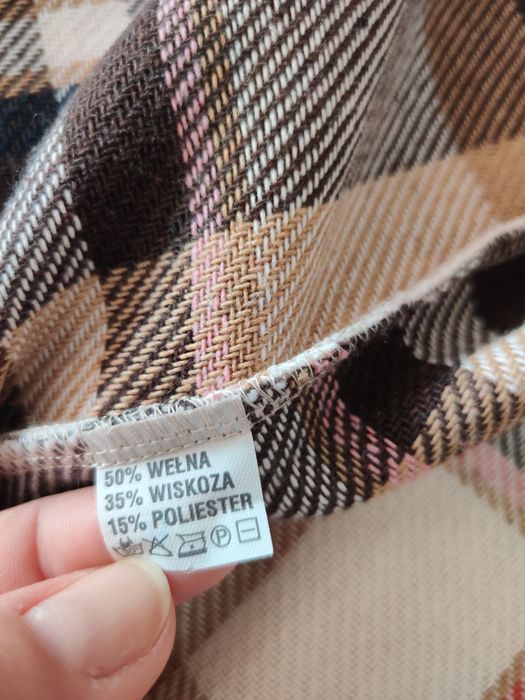 50% WEŁNA
35% WISKOZA
15% POLIESTER
P